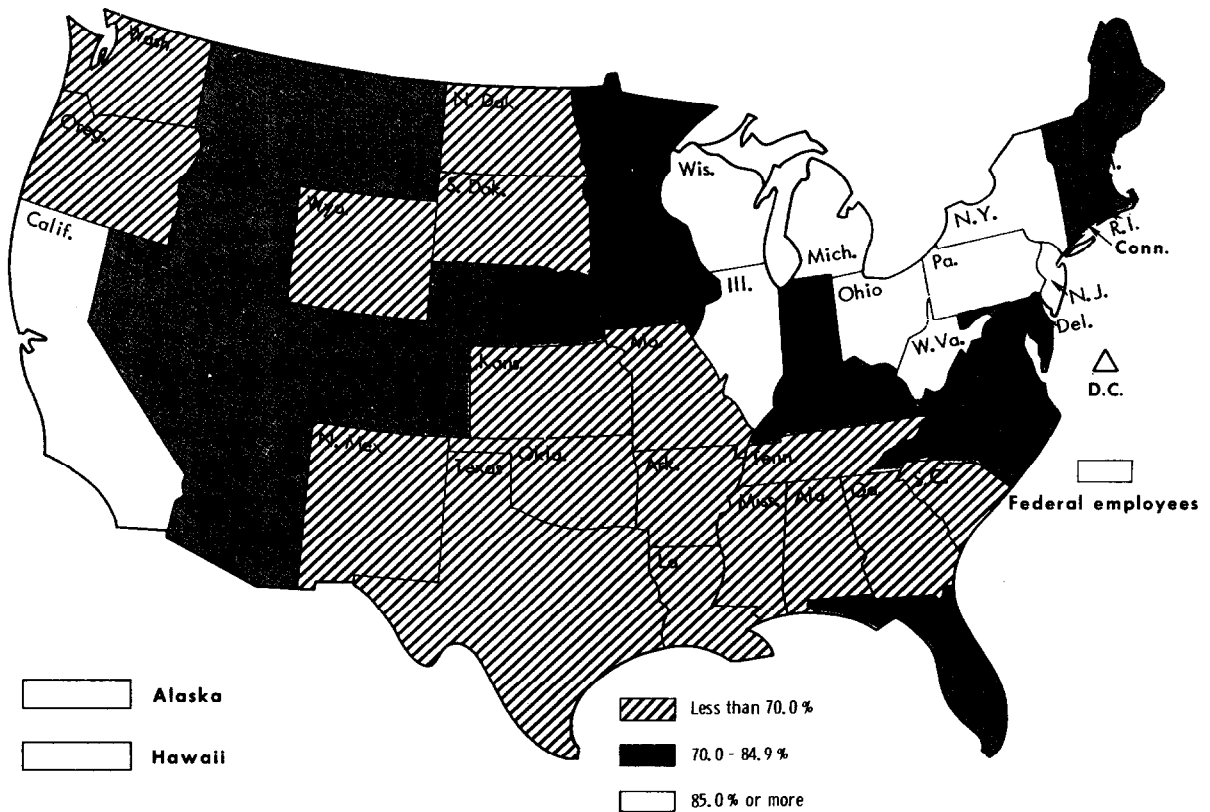 Wash.
Oreg.
N. Dak.
S. Dak.
Wyo.
Calif.
Wis.
Mich.
N.Y.
R.I.
Conn.
Pa.
Ill.
Ohio
N.J.
Del.
W.Va.
D.C.
Kans.
Mo.
N. Mex.
Texas
Okla.
Ark.
Tenn.
Miss.
Ala.
Ga.
S.C.
La.
Federal employees
Alaska
Hawaii
Less than 70.0%
70.0 - 84.9%
85.0% or more